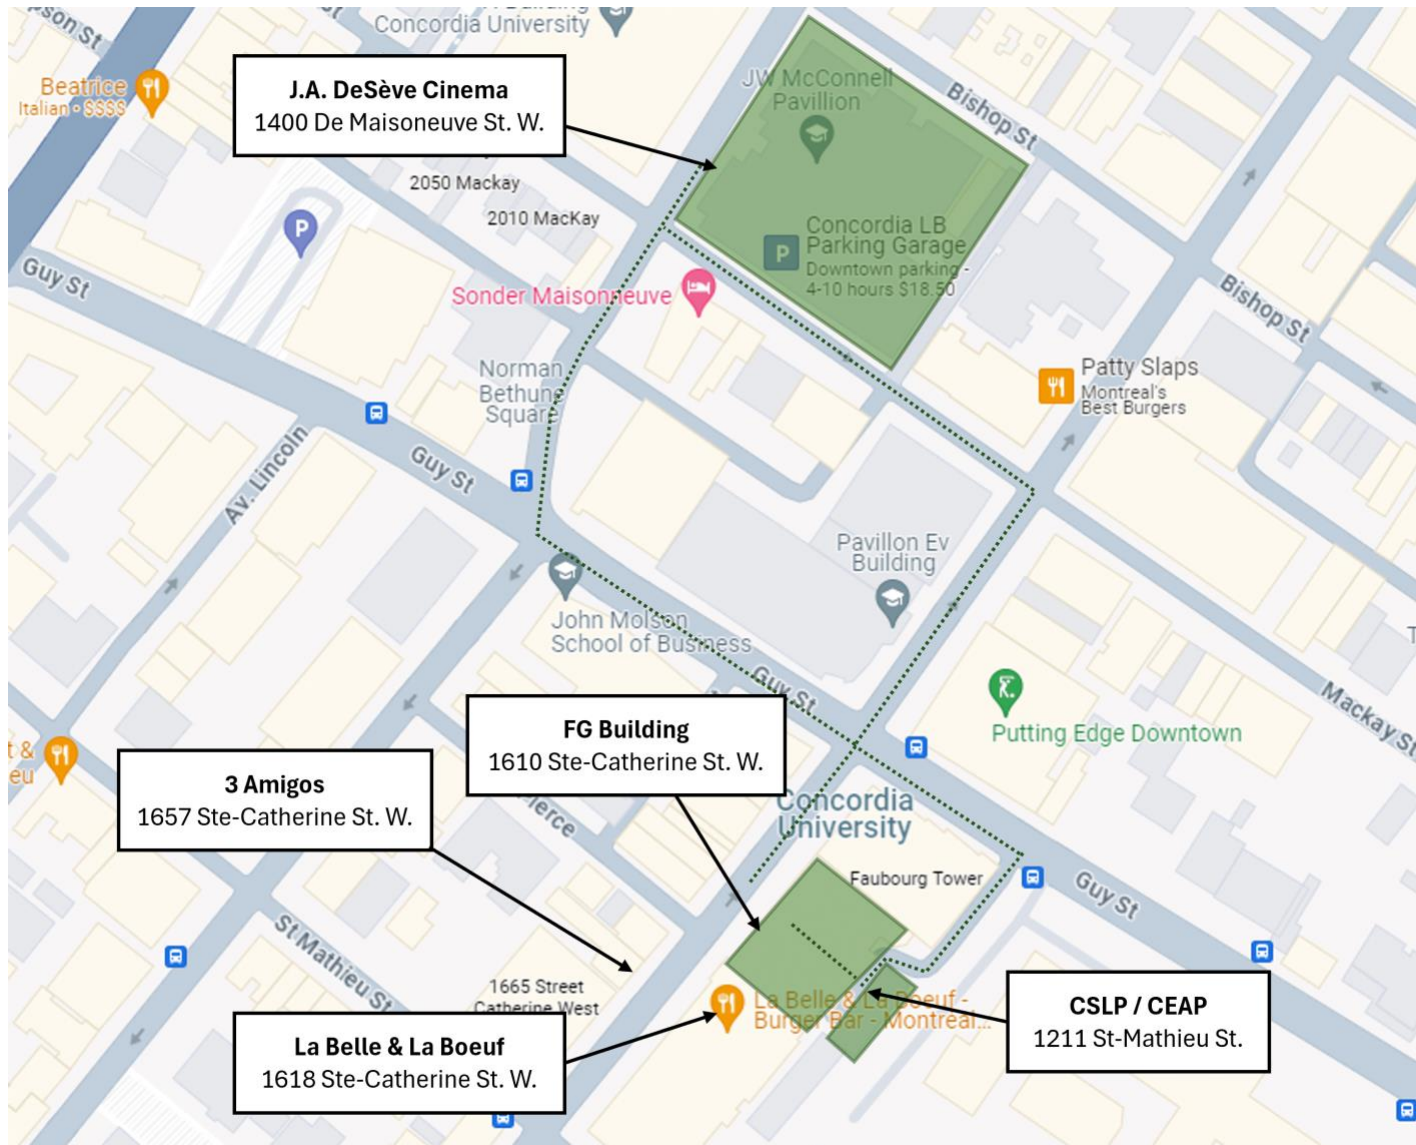 pson St
Concordia University
Beatrice
Italian · $$$$
J.A. DeSève Cinema
1400 De Maisoneuve St. W.
JW McConnell
Pavillion
Bishop St
2050 Mackay
2010 MacKay
P
P
Concordia LB
Parking Garage
Downtown parking -
4-10 hours $18.50
Guy St
Sonder Maisonneuve
Bishop St
Norman
Bethune
Square
Patty Slaps
Montreal's
Best Burgers
Av. Lincoln
Guy St
Pavillon Ev
Building
John Molson
School of Business
Guy St
Mackay St
Putting Edge Downtown
FG Building
1610 Ste-Catherine St. W.
t &
eu
3 Amigos
1657 Ste-Catherine St. W.
ierce
Concordia
University
Faubourg Tower
Guy St
St Mathieu St
1665 Street
Catherine West
La Belle & La Boeuf -
Burger Bar - Montreal...
CSLP / CEAP
1211 St-Mathieu St.
La Belle & La Boeuf
1618 Ste-Catherine St. W.